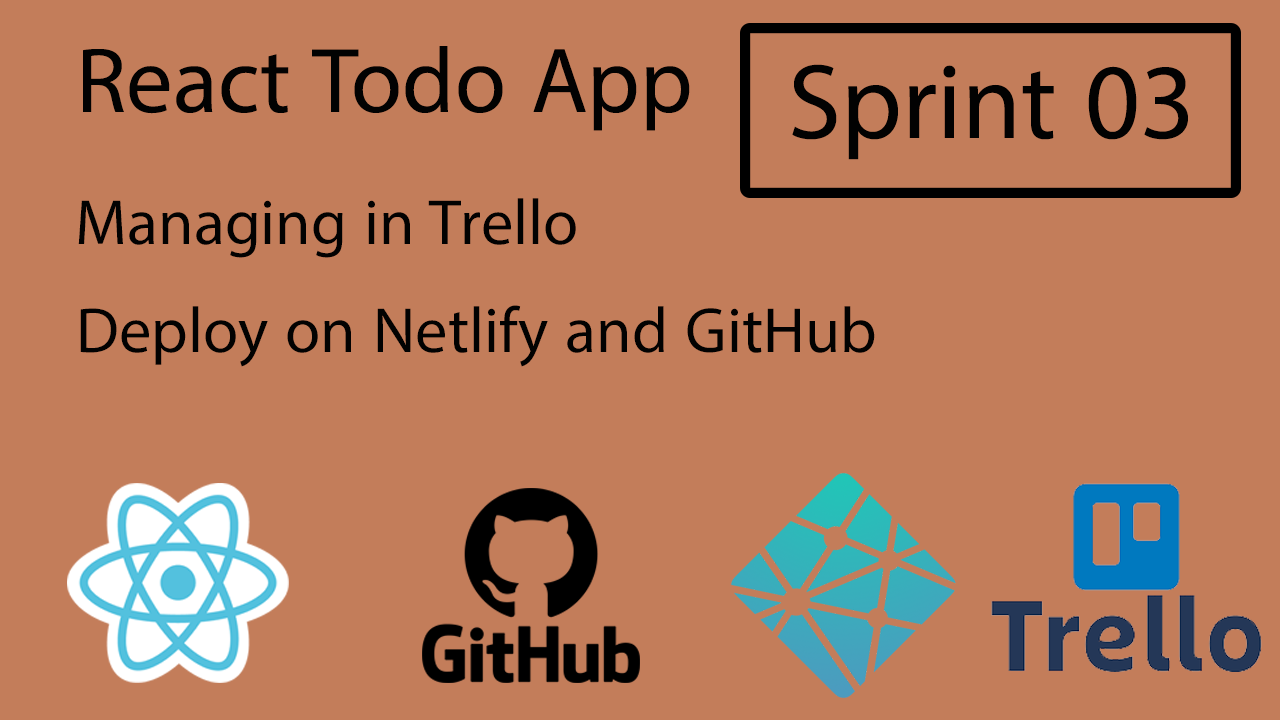 React Todo App
Sprint 03
Managing in Trello
Deploy on Netlify and GitHub
GitHub
Trello